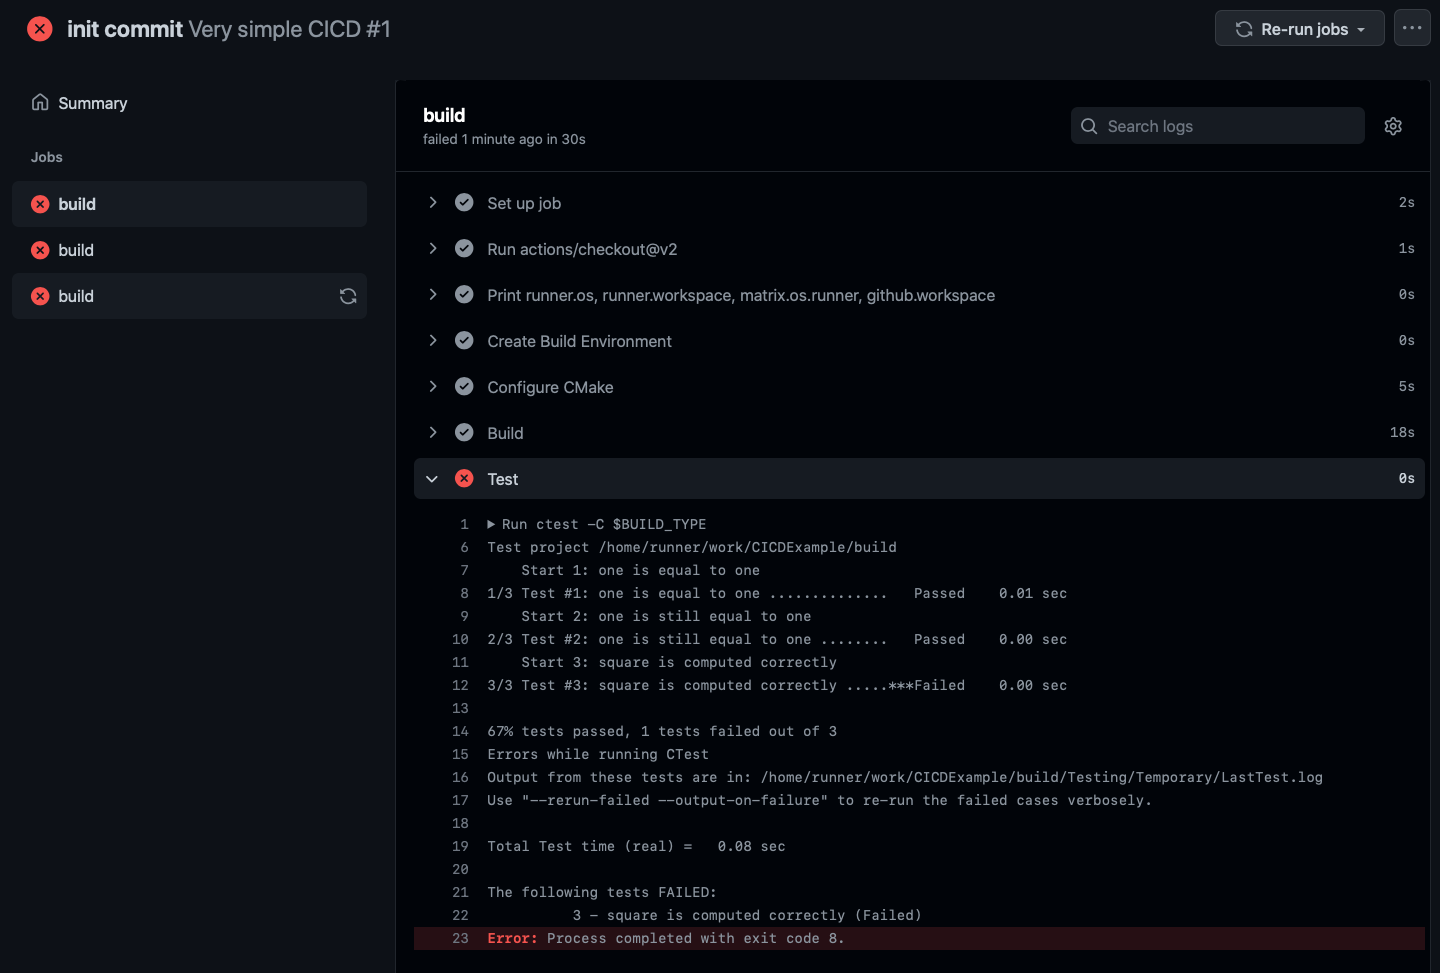 init commit Very simple CICD #1
Re-run jobs
Summary
Jobs
build
build
build
build
failed 1 minute ago in 30s
Search logs
Set up job 2s
Run actions/checkout@v2 1s
Print runner.os, runner.workspace, matrix.os.runner, github.workspace 0s
Create Build Environment 0s
Configure CMake 5s
Build 18s
Test 0s
1 Run ctest -C $BUILD_TYPE
6 Test project /home/runner/work/CICDExample/build
7     Start 1: one is equal to one
8 1/3 Test #1: one is equal to one ..............   Passed    0.01 sec
9     Start 2: one is still equal to one
10 2/3 Test #2: one is still equal to one ........   Passed    0.00 sec
11     Start 3: square is computed correctly
12 3/3 Test #3: square is computed correctly .....***Failed    0.00 sec
13
14 67% tests passed, 1 tests failed out of 3
15 Errors while running CTest
16 Output from these tests are in: /home/runner/work/CICDExample/build/Testing/Temporary/LastTest.log
17 Use "--rerun-failed --output-on-failure" to re-run the failed cases verbosely.
18
19 Total Test time (real) =   0.08 sec
20
21 The following tests FAILED:
22           3 - square is computed correctly (Failed)
23 Error: Process completed with exit code 8.